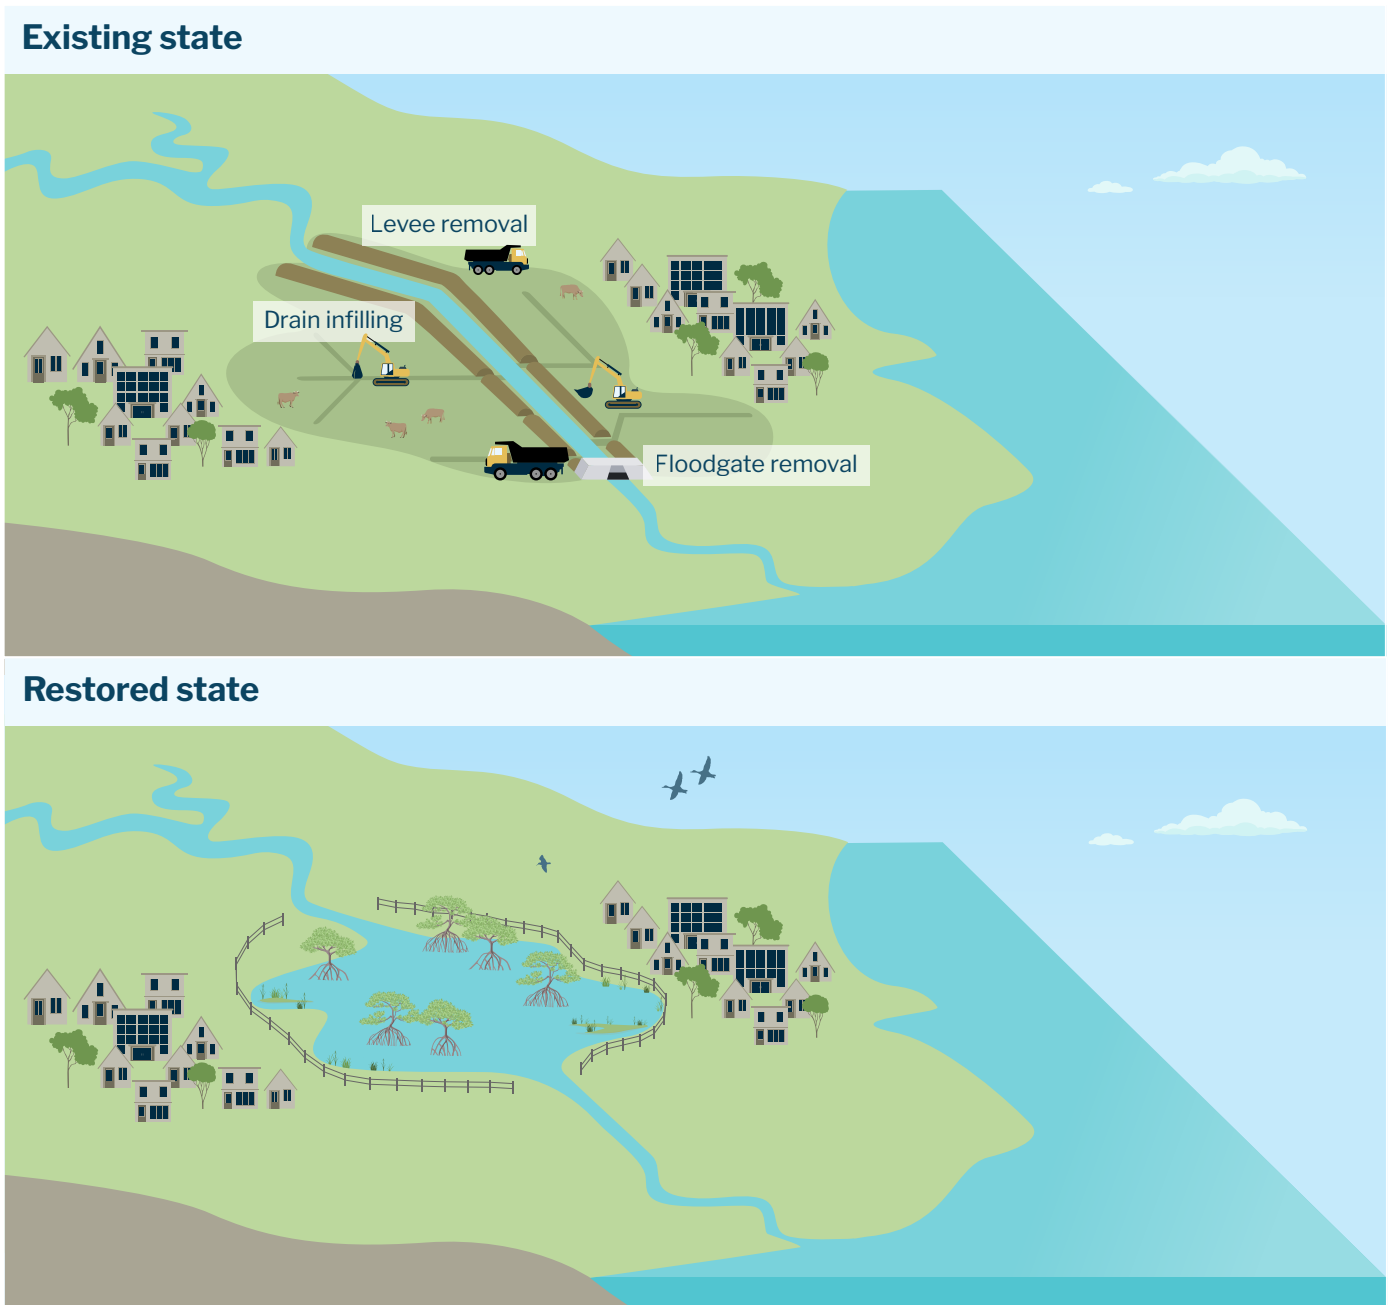 Existing state
Levee removal
Drain infilling
Floodgate removal
Restored state